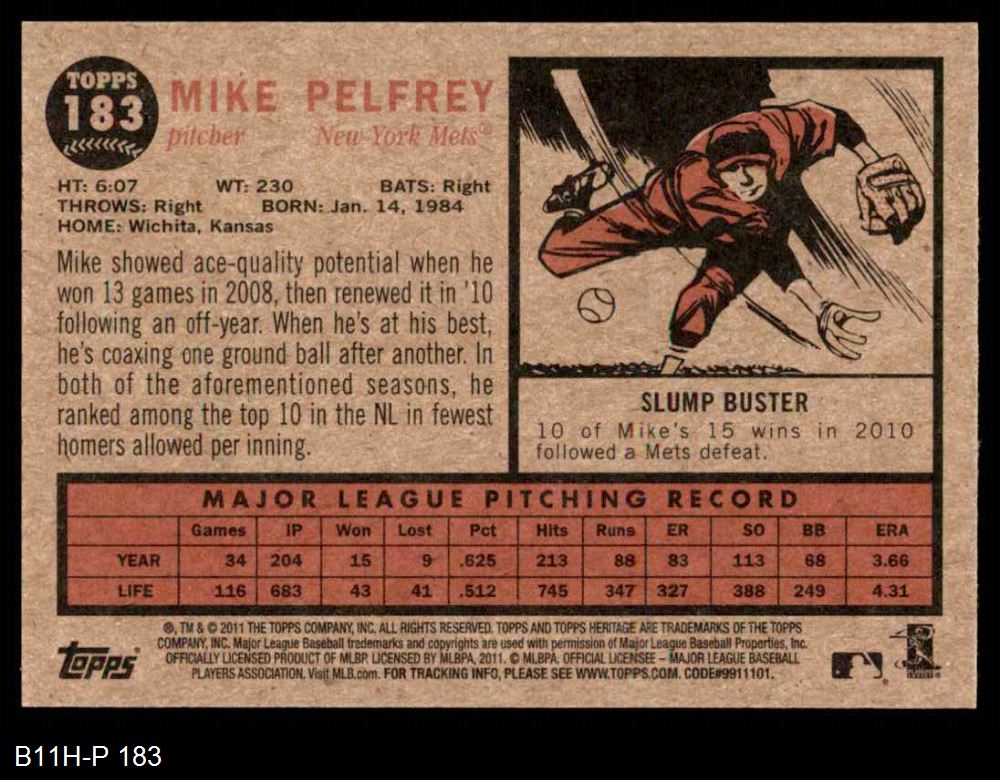 TOPPS
183
MIKE PELFREY
pitcher New York Mets®
HT: 6:07 WT: 230 BATS: Right
THROWS: Right BORN: Jan. 14, 1984
HOME: Wichita, Kansas
Mike showed ace-quality potential when he
won 13 games in 2008, then renewed it in '10
following an off-year. When he's at his best,
he's coaxing one ground ball after another. In
both of the aforementioned seasons, he
ranked among the top 10 in the NL in fewest
homers allowed per inning.
SLUMP BUSTER
10 of Mike's 15 wins in 2010
followed a Mets defeat.
MAJOR LEAGUE PITCHING RECORD
Games IP Won Lost Pct Hits Runs ER SO BB ERA
YEAR 34 204 15 9 .625 213 88 83 113 68 3.66
LIFE 116 683 43 41 .512 745 347 327 388 249 4.31
®, TM & © 2011 THE TOPPS COMPANY, INC. ALL RIGHTS RESERVED. TOPPS AND TOPPS HERITAGE ARE TRADEMARKS OF THE TOPPS
COMPANY, INC. Major League Baseball trademarks and copyrights are used with permission of Major League Baseball Properties, Inc.
OFFICIALLY LICENSED PRODUCT OF MLBP. LICENSED BY MLBPA, 2011. © MLBPA. OFFICIAL LICENSEE – MAJOR LEAGUE BASEBALL
PLAYERS ASSOCIATION. Visit MLB.com. FOR TRACKING INFO, PLEASE SEE WWW.TOPPS.COM. CODE#9911101.
topps
B11H-P 183